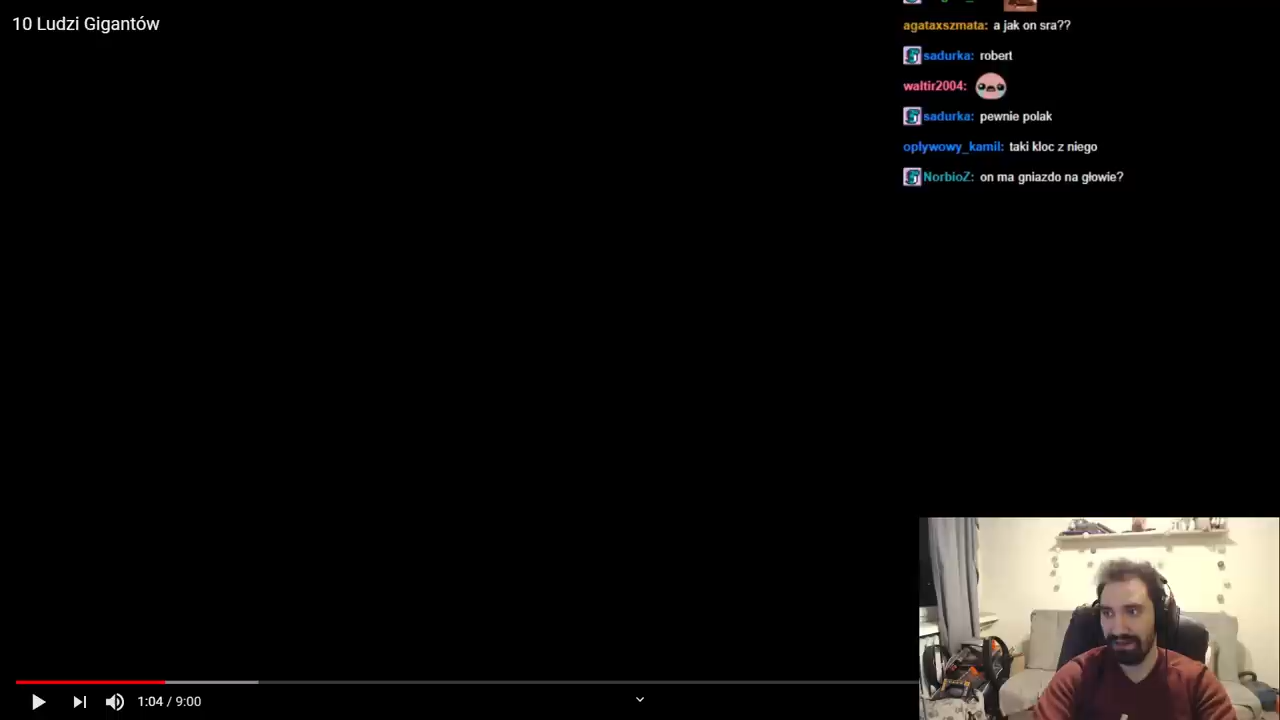 10 Ludzi Gigantów
agataxszmata: a jak on sra??
sadurka: robert
waltir2004:
sadurka: pewnie polak
oplywowy_kamil: taki kloc z niego
NorbioZ: on ma gniazdo na głowie?
1:04 / 9:00